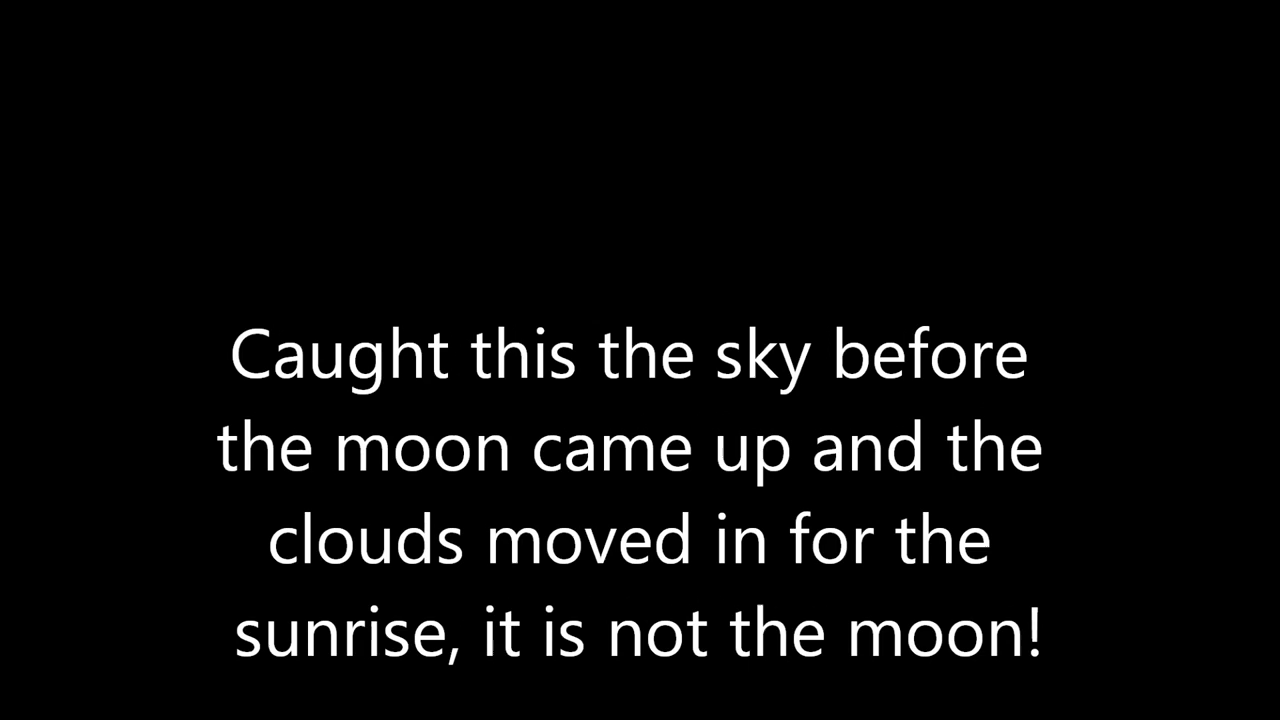 Caught this the sky before
the moon came up and the
clouds moved in for the
sunrise, it is not the moon!